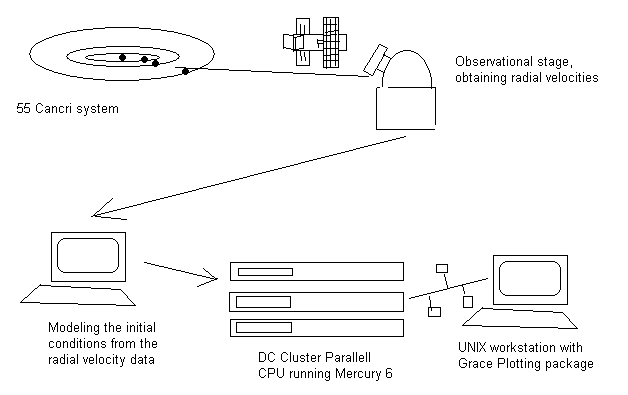 Observational stage,
obtaining radial velocities
55 Cancri system
Modeling the initial
conditions from the
radial velocity data
DC Cluster Parallell
CPU running Mercury 6
UNIX workstation with
Grace Plotting package